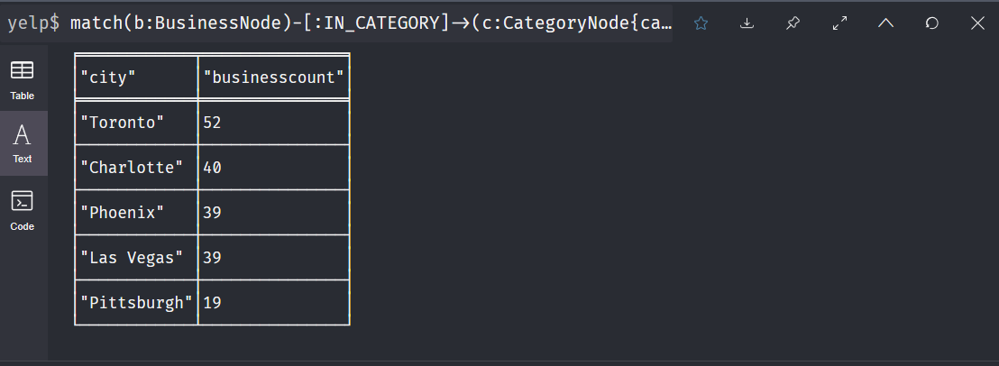 yelp$ match(b:BusinessNode)-[:IN_CATEGORY]→(c:CategoryNode{ca…
Table
Text
Code
"city" "businesscount"
"Toronto" 52
"Charlotte" 40
"Phoenix" 39
"Las Vegas" 39
"Pittsburgh" 19